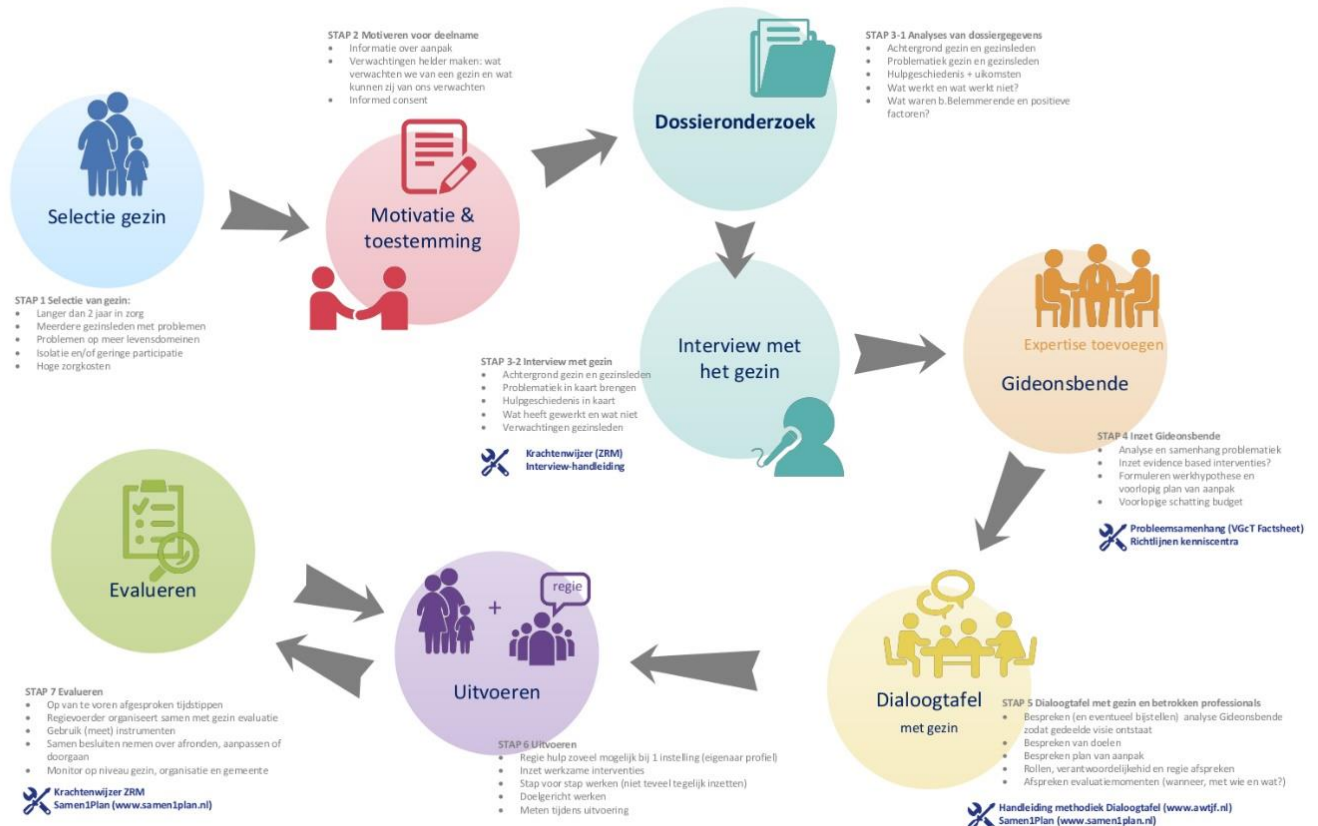 Selectie gezin
STAP 1 Selectie van gezin:
• Langer dan 2 jaar in zorg
• Meerdere gezinsleden met problemen
• Problemen op meer levensdomeinen
• Isolatie en/of geringe participatie
• Hoge zorgkosten
STAP 2 Motiveren voor deelname
• Informatie over aanpak
• Verwachtingen helder maken: wat
verwachten we van een gezin en wat
kunnen zij van ons verwachten
• Informed consent
Motivatie &
toestemming
Dossieronderzoek
STAP 3-1 Analyses van dossiergegevens
• Achtergrond gezin en gezinsleden
• Problematiek gezin en gezinsleden
• Hulpgeschiedenis + uikomsten
• Wat werkt en wat werkt niet?
• Wat waren b.Belemmerende en positieve
factoren?
Interview met
het gezin
STAP 3-2 Interview met gezin
• Achtergrond gezin en gezinsleden
• Problematiek in kaart brengen
• Hulpgeschiedenis in kaart
• Wat heeft gewerkt en wat niet
• Verwachtingen gezinsleden
Krachtenwijzer (ZRM)
Interview-handleiding
Expertise toevoegen
Gideonsbende
STAP 4 Inzet Gideonsbende
• Analyse en samenhang problematiek
• Inzet evidence based interventies?
• Formuleren werkhypothese en
voorlopig plan van aanpak
• Voorlopige schatting budget
Probleemsamenhang (VGcT Factsheet)
Richtlijnen kenniscentra
Dialoogtafel
met gezin
STAP 5 Dialoogtafel met gezin en betrokken professionals
• Bespreken (en eventueel bijstellen) analyse Gideonsbende
zodat gedeelde visie ontstaat
• Bespreken van doelen
• Bespreken plan van aanpak
• Rollen, verantwoordelijkehid en regie afspreken
• Afspreken evaluatiemomenten (wanneer, met wie en wat?)
Handleiding methodiek Dialoogtafel (www.awtjf.nl)
Samen1Plan (www.samen1plan.nl)
+
regie
Uitvoeren
STAP 6 Uitvoeren
• Regie hulp zoveel mogelijk bij 1 instelling (eigenaar profiel)
• Inzet werkzame interventies
• Stap voor stap werken (niet teveel tegelijk inzetten)
• Doelgericht werken
• Meten tijdens uitvoering
Evalueren
STAP 7 Evalueren
• Op van te voren afgesproken tijdstippen
• Regievoerder organiseert samen met gezin evaluatie
• Gebruik (meet) instrumenten
• Samen besluiten nemen over afronden, aanpassen of
doorgaan
• Monitor op niveau gezin, organisatie en gemeente
Krachtenwijzer ZRM
Samen1Plan (www.samen1plan.nl)